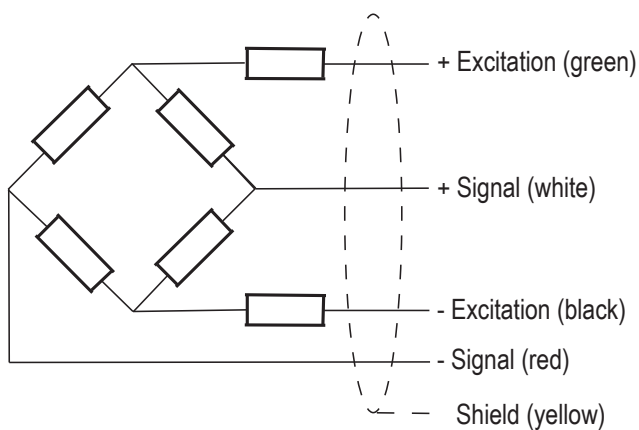 + Excitation (green)
+ Signal (white)
- Excitation (black)
- Signal (red)
Shield (yellow)